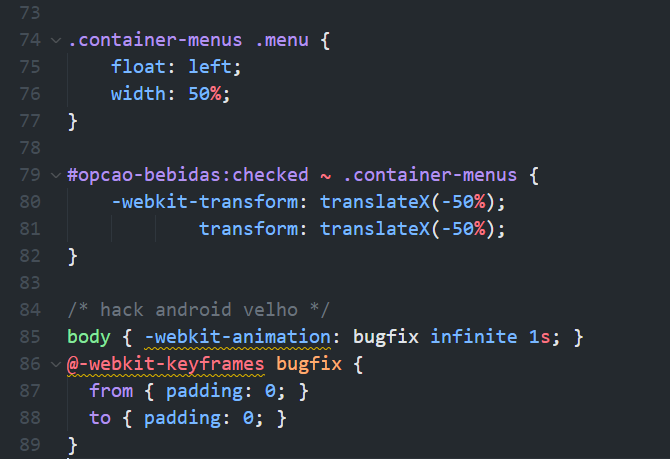 73
74 .container-menus .menu {
75     float: left;
76     width: 50%;
77 }
78
79 #opcao-bebidas:checked ~ .container-menus {
80     -webkit-transform: translateX(-50%);
81             transform: translateX(-50%);
82 }
83
84 /* hack android velho */
85 body { -webkit-animation: bugfix infinite 1s; }
86 @-webkit-keyframes bugfix {
87   from { padding: 0; }
88   to { padding: 0; }
89 }